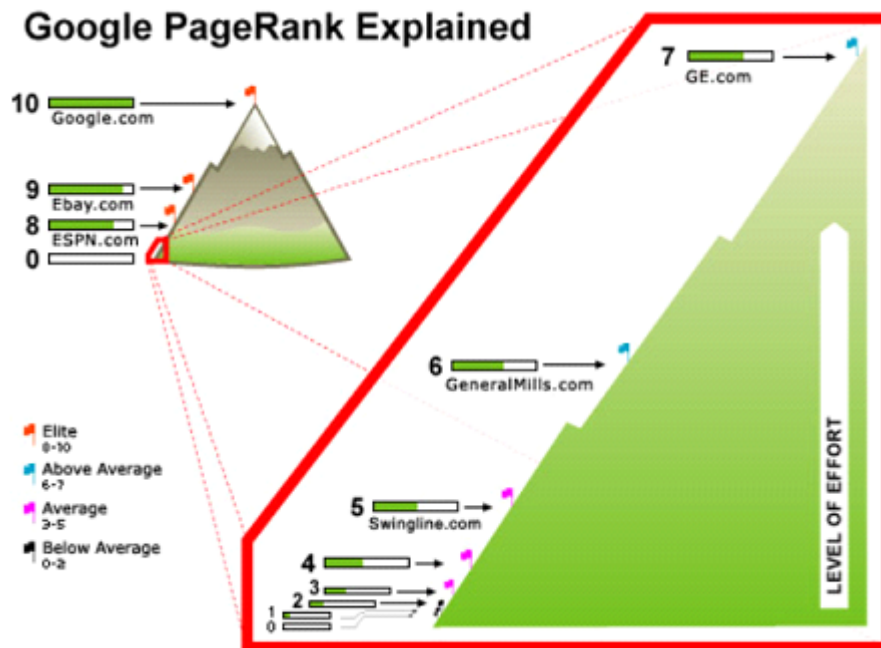 Google PageRank Explained
10
Google.com
9
Ebay.com
8
ESPN.com
0
7
GE.com
6
GeneralMills.com
5
Swingline.com
4
3
2
1
0
LEVEL OF EFFORT
Elite
8-10
Above Average
6-7
Average
3-5
Below Average
0-2